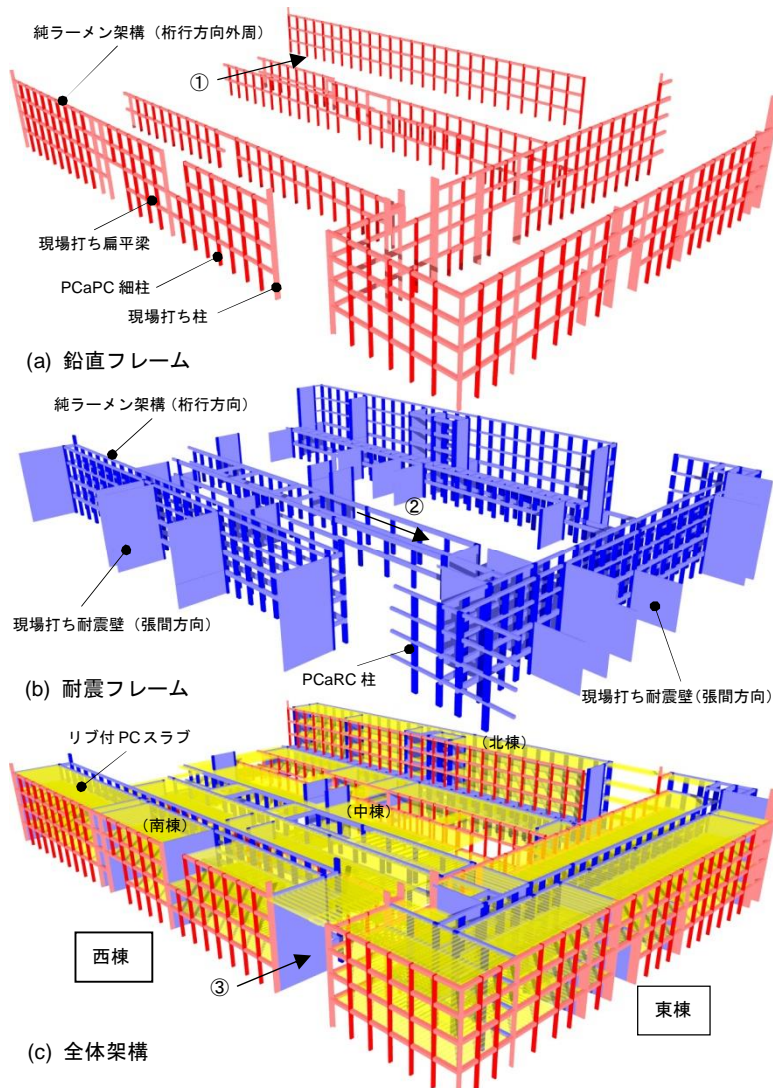 純ラーメン架構（桁行方向外周）
①
現場打ち扁平梁
PCaPC 細柱
現場打ち柱
(a) 鉛直フレーム
純ラーメン架構（桁行方向）
②
現場打ち耐震壁（張間方向）
PCaRC 柱
現場打ち耐震壁（張間方向）
(b) 耐震フレーム
リブ付 PC スラブ
（北棟）
（中棟）
（南棟）
西棟
③
東棟
(c) 全体架構